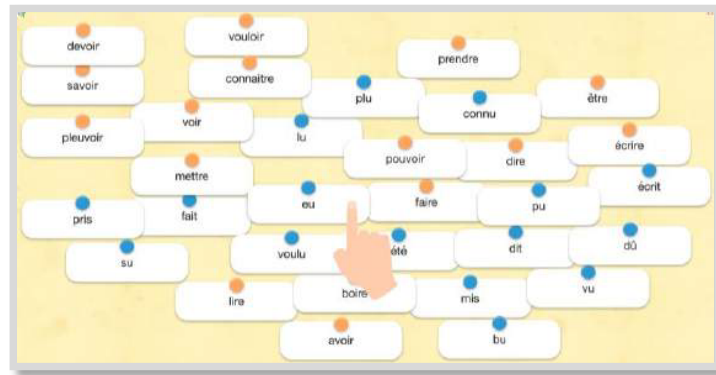 devoir
vouloir
prendre
savoir
connaitre
plu
connu
être
pleuvoir
voir
lu
pouvoir
dire
écrire
mettre
eu
faire
pu
écrit
pris
fait
su
voulu
été
dit
dû
lire
boire
mis
vu
avoir
bu